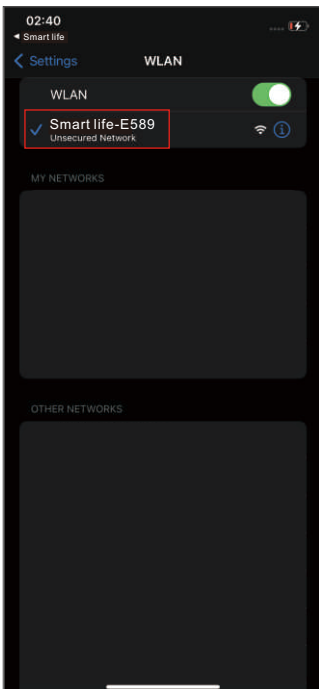 02:40
Smart life
Settings
WLAN
WLAN
Smart life-E589
Unsecured Network
MY NETWORKS
OTHER NETWORKS